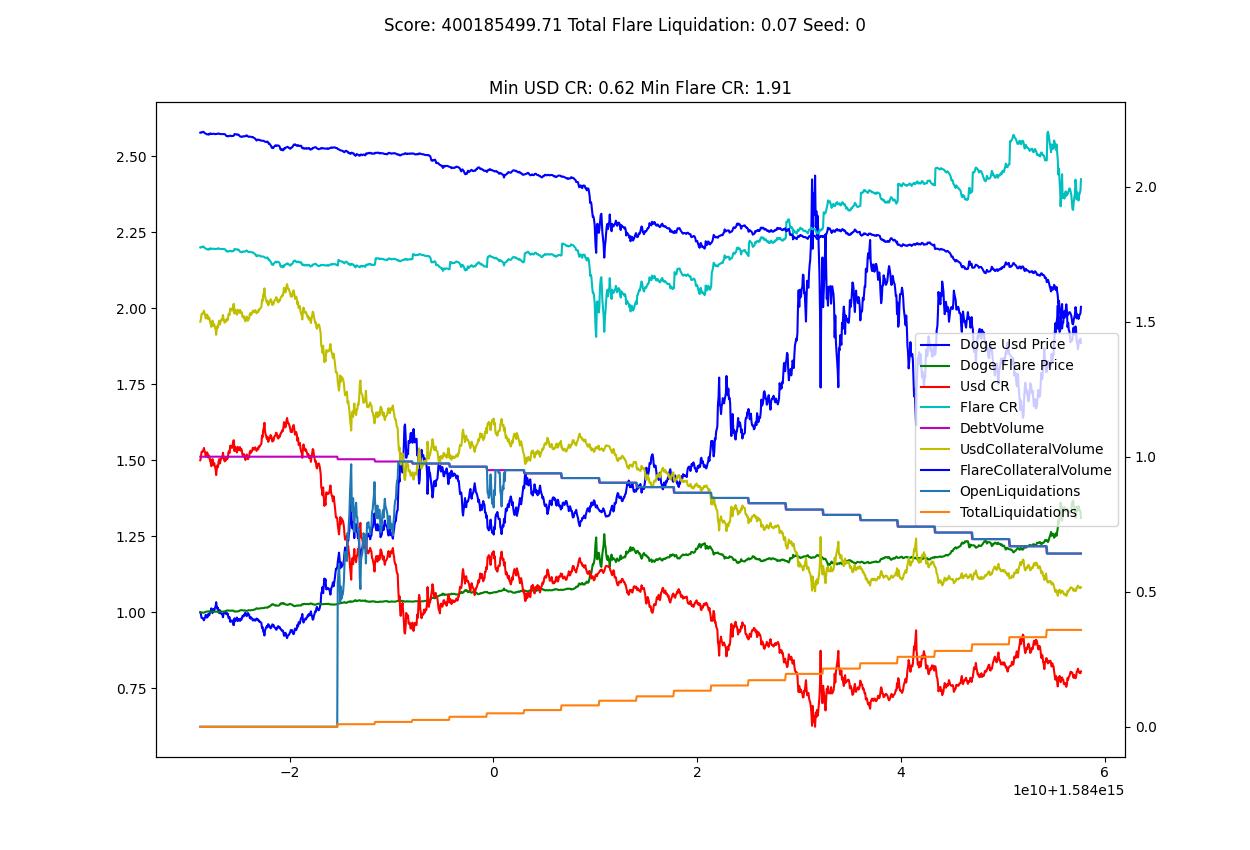 Score: 400185499.71 Total Flare Liquidation: 0.07 Seed: 0
Min USD CR: 0.62 Min Flare CR: 1.91
2.50
2.25
2.00
1.75
1.50
1.25
1.00
0.75
2.0
1.5
1.0
0.5
0.0
Doge Usd Price
Doge Flare Price
Usd CR
Flare CR
DebtVolume
UsdCollateralVolume
FlareCollateralVolume
OpenLiquidations
TotalLiquidations
−2 0 2 4 6
1e10+1.584e15